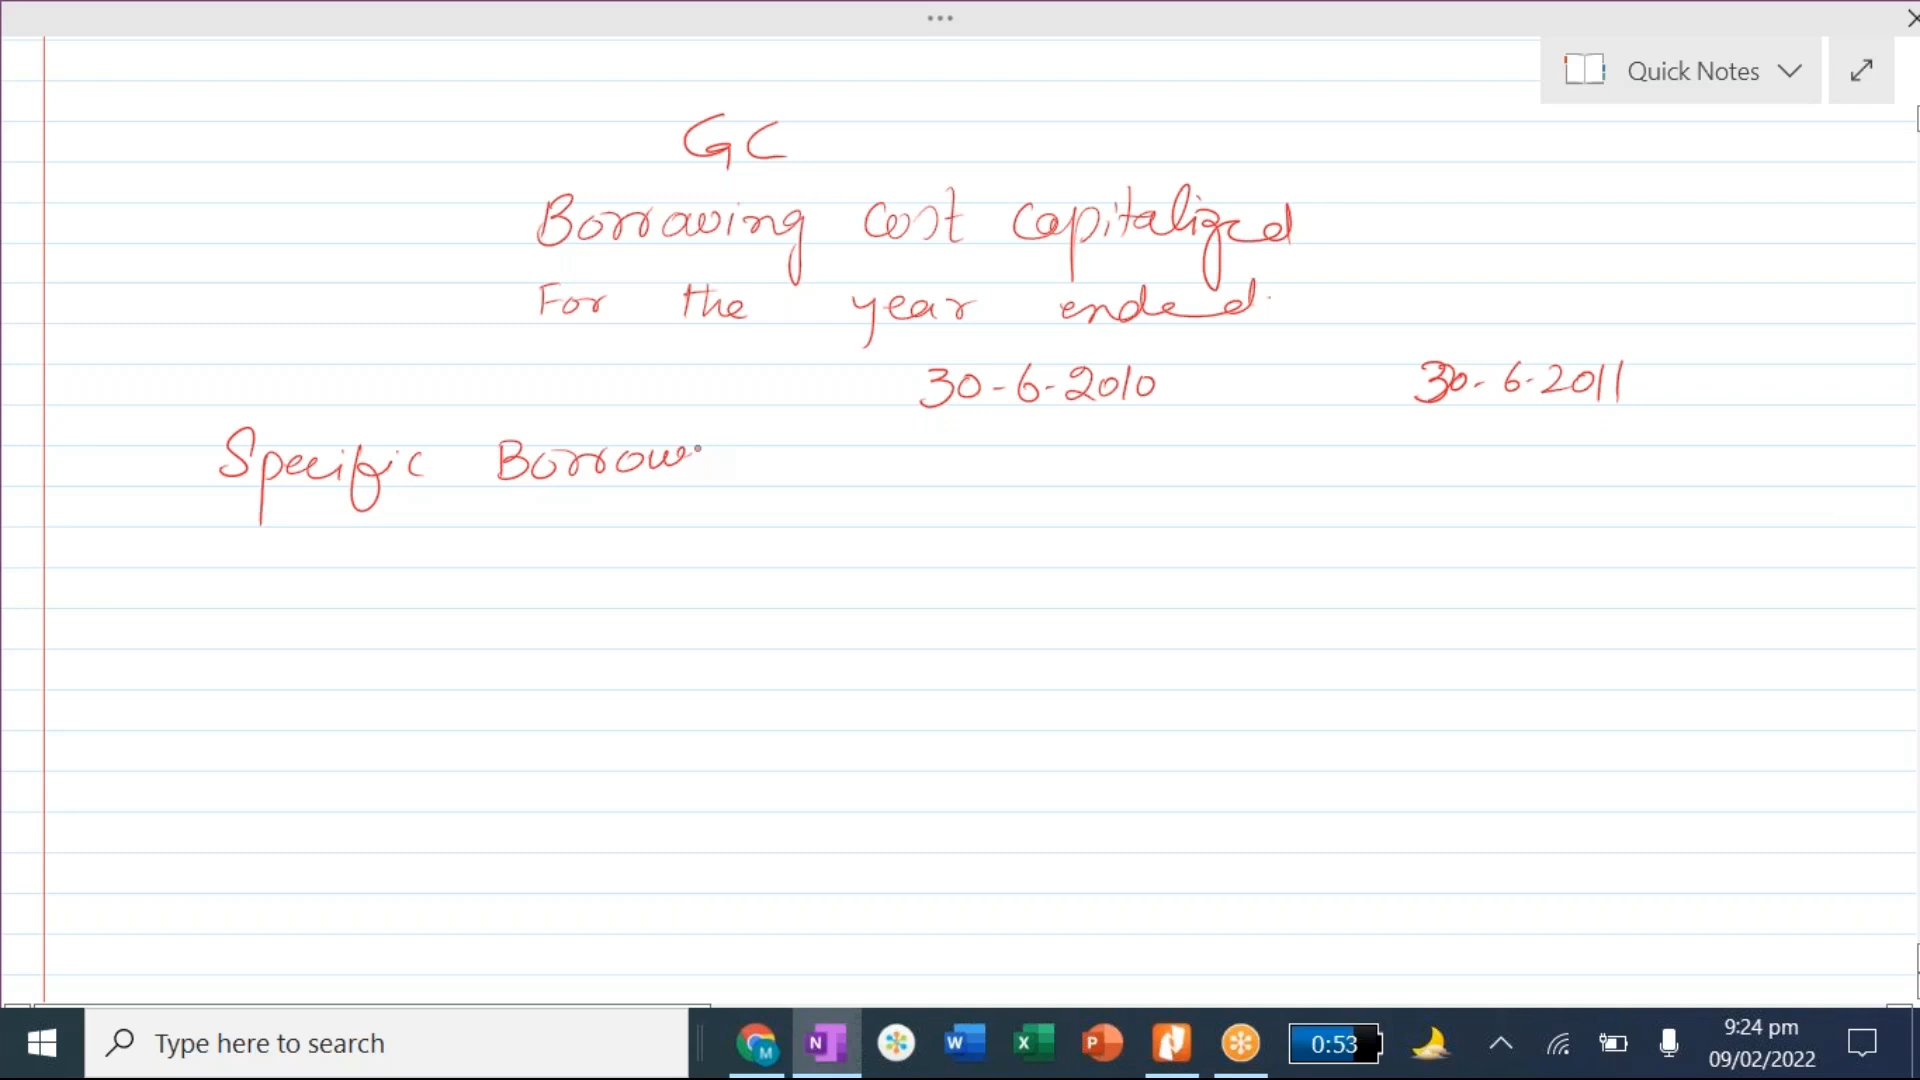 •••
Quick Notes
GC
Borrowing cost capitalized
For the year ended.
30-6-2010 30-6-2011
Specific Borrow
Type here to search
0:53
9:24 pm
09/02/2022